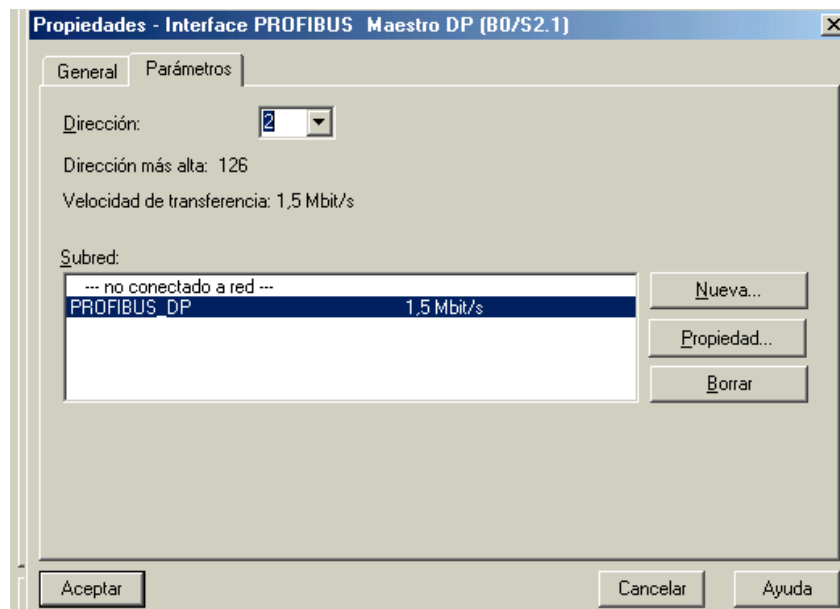 Propiedades - Interface PROFIBUS Maestro DP (B0/S2.1)
General Parámetros
Dirección: 2
Dirección más alta: 126
Velocidad de transferencia: 1,5 Mbit/s
Subred:
--- no conectado a red ---
PROFIBUS_DP 1,5 Mbit/s
Nueva...
Propiedad...
Borrar
Aceptar Cancelar Ayuda